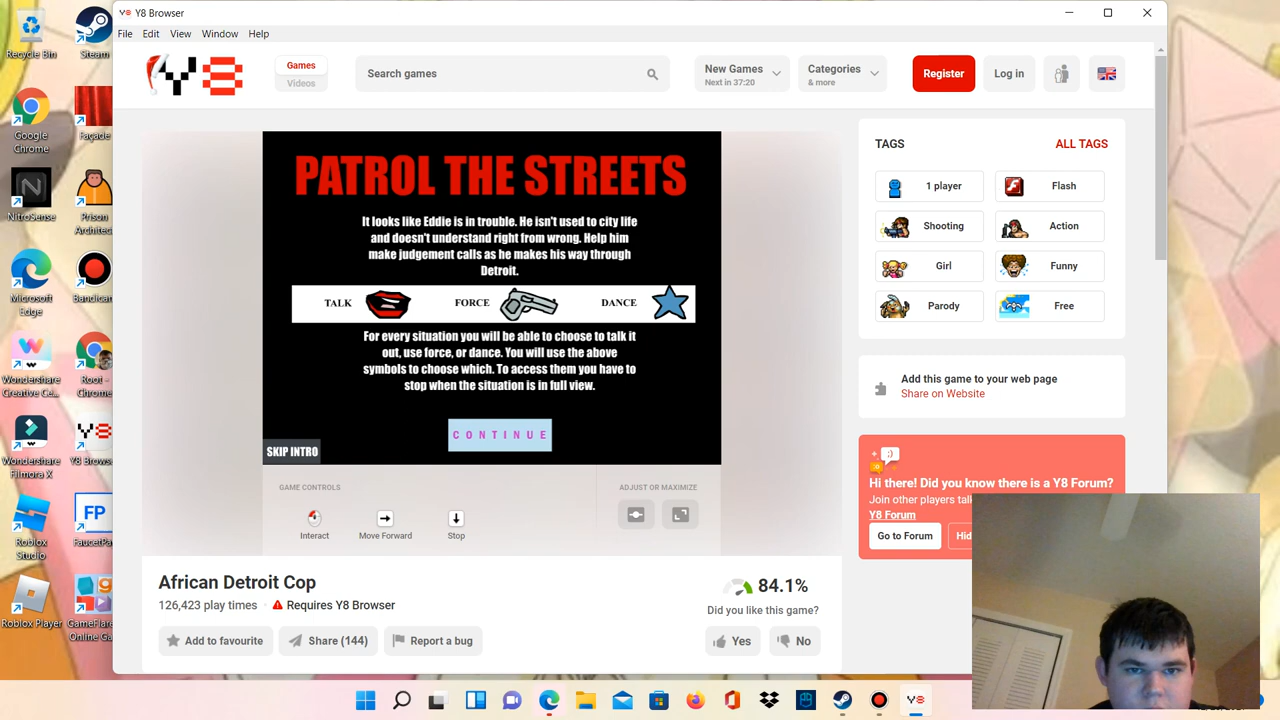 Y8 Browser
File Edit View Window Help
Y8
Games
Videos
Search games
New Games
Next in 37:20
Categories
& more
Register
Log in
PATROL THE STREETS
It looks like Eddie is in trouble. He isn't used to city life
and doesn't understand right from wrong. Help him
make judgement calls as he makes his way through
Detroit.
TALK FORCE DANCE
For every situation you will be able to choose to talk it
out, use force, or dance. You will use the above
symbols to choose which. To access them you have to
stop when the situation is in full view.
CONTINUE
SKIP INTRO
GAME CONTROLS
Interact Move Forward Stop
ADJUST OR MAXIMIZE
African Detroit Cop
126,423 play times · Requires Y8 Browser
84.1%
Did you like this game?
Add to favourite Share (144) Report a bug
Yes No
TAGS ALL TAGS
1 player Flash
Shooting Action
Girl Funny
Parody Free
Add this game to your web page
Share on Website
Hi there! Did you know there is a Y8 Forum?
Join other players
Y8 Forum
Go to Forum
Recycle Bin Steam
Google
Chrome
Façade
NitroSense
Prison
Architec...
Microsoft
Edge
Bandicam
Wondershare
Creative Ce...
Root -
Chrome
Wondershare
Filmora X
Y8 Browser
Roblox
Studio
FP
FaucetPay
Roblox Player
GameFlare
Online Ga...